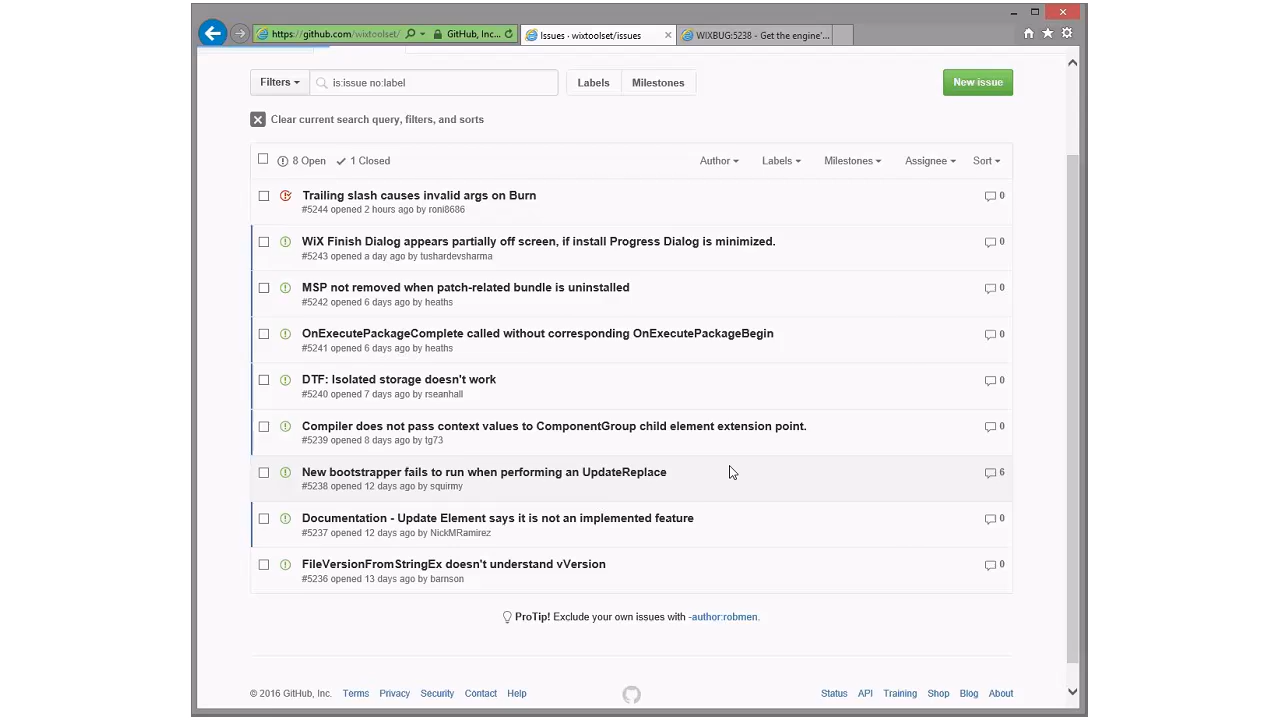 https://github.com/wixtoolset/ GitHub, Inc... Issues · wixtoolset/issues WIXBUG:5238 - Get the engine'...
Filters is:issue no:label Labels Milestones New issue
Clear current search query, filters, and sorts
8 Open 1 Closed Author Labels Milestones Assignee Sort
Trailing slash causes invalid args on Burn 0
#5244 opened 2 hours ago by roni8686
WiX Finish Dialog appears partially off screen, if install Progress Dialog is minimized. 0
#5243 opened a day ago by tushardevsharma
MSP not removed when patch-related bundle is uninstalled 0
#5242 opened 6 days ago by heaths
OnExecutePackageComplete called without corresponding OnExecutePackageBegin 0
#5241 opened 6 days ago by heaths
DTF: Isolated storage doesn't work 0
#5240 opened 7 days ago by rseanhall
Compiler does not pass context values to ComponentGroup child element extension point. 0
#5239 opened 8 days ago by tg73
New bootstrapper fails to run when performing an UpdateReplace 6
#5238 opened 12 days ago by squirmy
Documentation - Update Element says it is not an implemented feature 0
#5237 opened 12 days ago by NickMRamirez
FileVersionFromStringEx doesn't understand vVersion 0
#5236 opened 13 days ago by barnson
ProTip! Exclude your own issues with -author:robmen.
© 2016 GitHub, Inc. Terms Privacy Security Contact Help Status API Training Shop Blog About